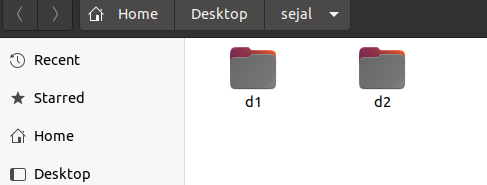 Home Desktop sejal
Recent
Starred
Home
Desktop
d1 d2